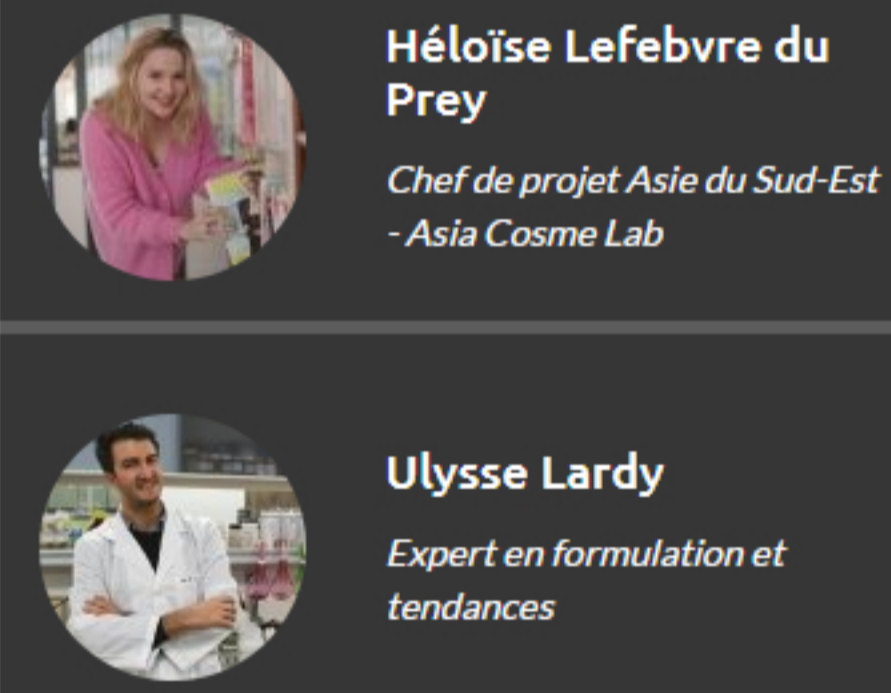 Héloïse Lefebvre du
Prey
Chef de projet Asie du Sud-Est
- Asia Cosme Lab
Ulysse Lardy
Expert en formulation et
tendances